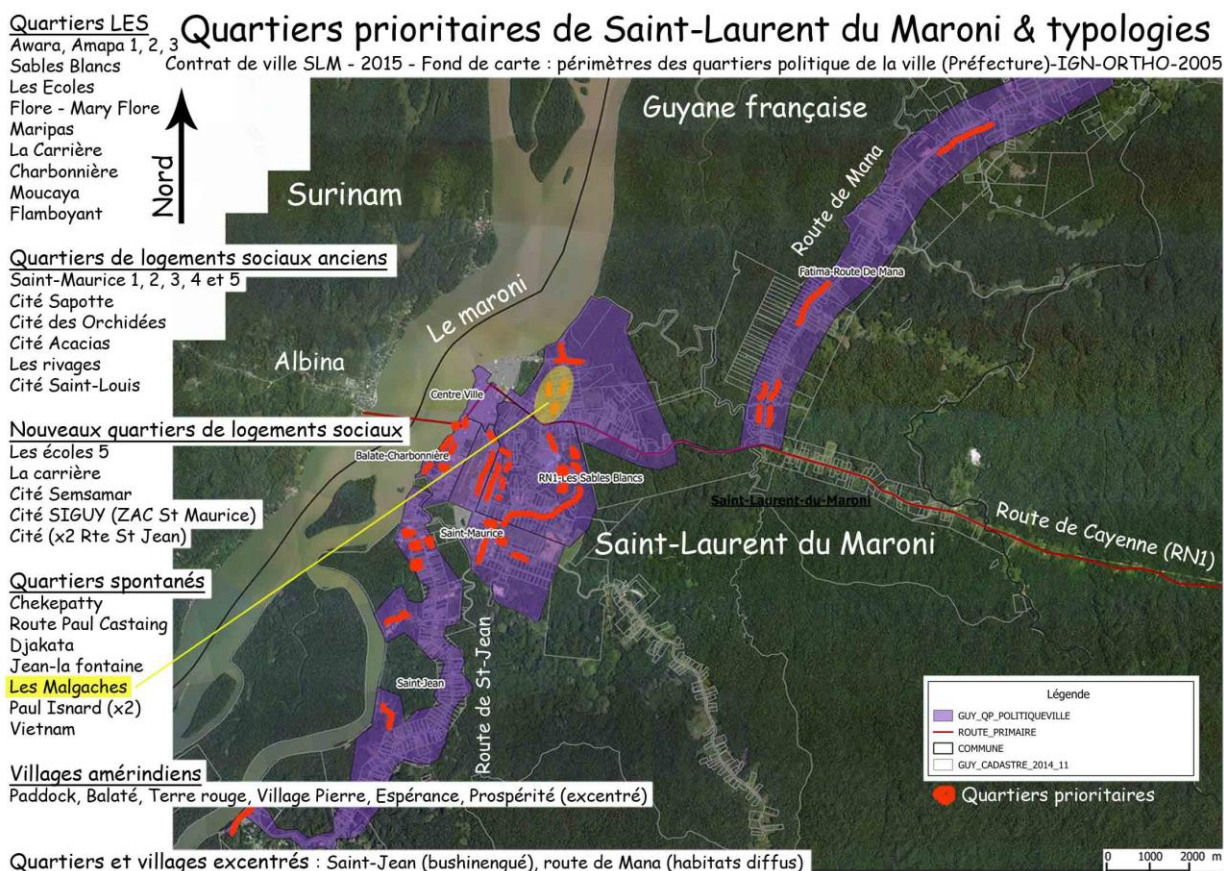 Quartiers prioritaires de Saint-Laurent du Maroni & typologies
Contrat de ville SLM - 2015 - Fond de carte : périmètres des quartiers politique de la ville (Préfecture)-IGN-ORTHO-2005
Quartiers LES
Awara, Amapa 1, 2, 3
Sables Blancs
Les Ecoles
Flore - Mary Flore
Maripas
La Carrière
Charbonnière
Moucaya
Flamboyant
Quartiers de logements sociaux anciens
Saint-Maurice 1, 2, 3, 4 et 5
Cité Sapotte
Cité des Orchidées
Cité Acacias
Les rivages
Cité Saint-Louis
Nouveaux quartiers de logements sociaux
Les écoles 5
La carrière
Cité Semsamar
Cité SIGUY (ZAC St Maurice)
Cité (x2 Rte St Jean)
Quartiers spontanés
Chekepatty
Route Paul Castaing
Djakata
Jean-la fontaine
Les Malgaches
Paul Isnard (x2)
Vietnam
Villages amérindiens
Paddock, Balaté, Terre rouge, Village Pierre, Espérance, Prospérité (excentré)
Quartiers et villages excentrés : Saint-Jean (bushinengué), route de Mana (habitats diffus)
Nord
Surinam
Guyane française
Route de Mana
Fatima-Route De Mana
Le maroni
Albina
Centre Ville
Balate-Charbonnière
RN1-Les Sables Blancs
Saint-Laurent-du-Maroni
Saint-Maurice
Saint-Laurent du Maroni
Route de Cayenne (RN1)
Saint-Jean
Route de St-Jean
Légende
GUY_QP_POLITIQUEVILLE
ROUTE_PRIMAIRE
COMMUNE
GUY_CADASTRE_2014_11
Quartiers prioritaires
0 1000 2000 m